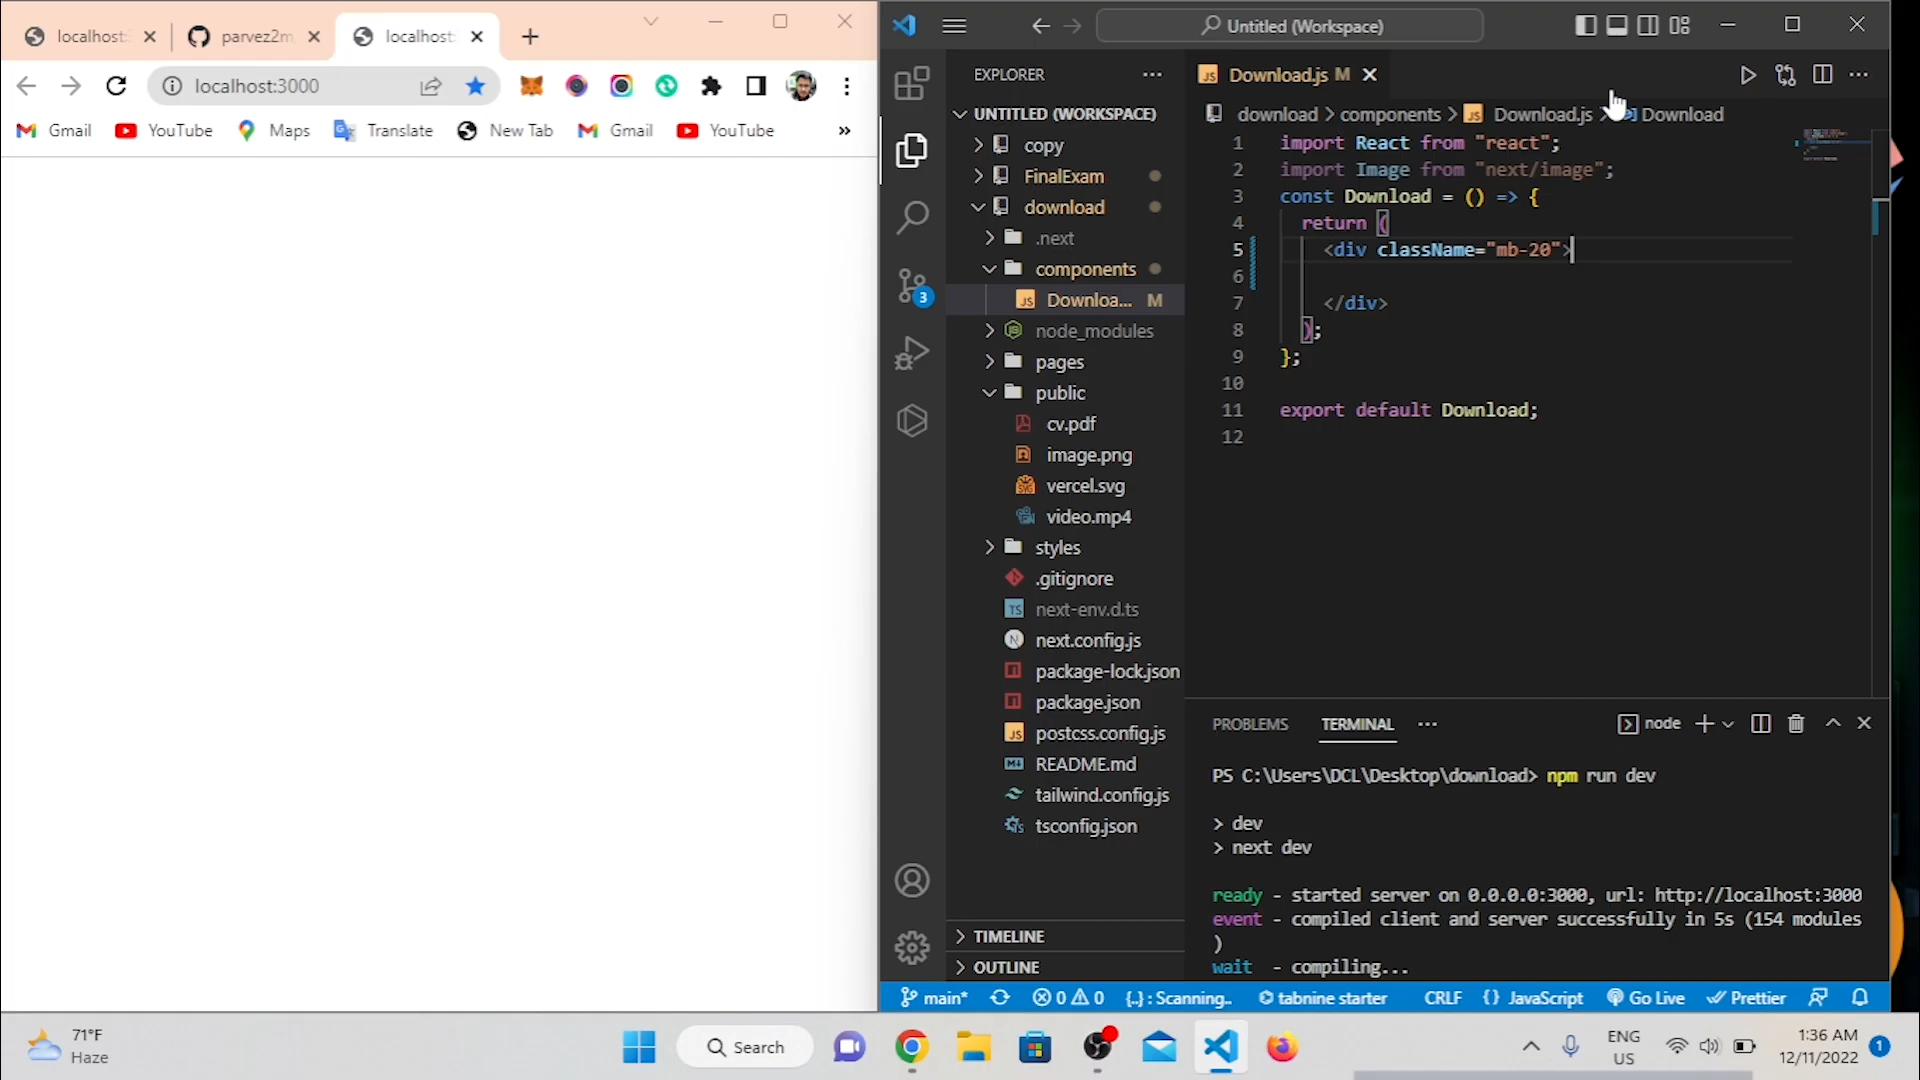 localhost:
parvez2m
localhost:
localhost:3000
Gmail
YouTube
Maps
Translate
New Tab
Gmail
YouTube
»
Untitled (Workspace)
EXPLORER
UNTITLED (WORKSPACE)
copy
FinalExam
download
.next
components
Downloa... M
node_modules
pages
public
cv.pdf
image.png
vercel.svg
video.mp4
styles
.gitignore
next-env.d.ts
next.config.js
package-lock.json
package.json
postcss.config.js
README.md
tailwind.config.js
tsconfig.json
TIMELINE
OUTLINE
3
Download.js M
download > components > Download.js > Download
1 import React from "react";
2 import Image from "next/image";
3 const Download = () => {
4 return (
5 <div className="mb-20">
6
7 </div>
8 );
9 };
10
11 export default Download;
12
PROBLEMS TERMINAL
node
PS C:\Users\DCL\Desktop\download> npm run dev
> dev
> next dev
ready - started server on 0.0.0.0:3000, url: http://localhost:3000
event - compiled client and server successfully in 5s (154 modules
)
wait - compiling...
main* 0 0 {..} : Scanning.. tabnine starter CRLF {} JavaScript Go Live Prettier
71°F
Haze
Search
ENG
US
1:36 AM
12/11/2022
1